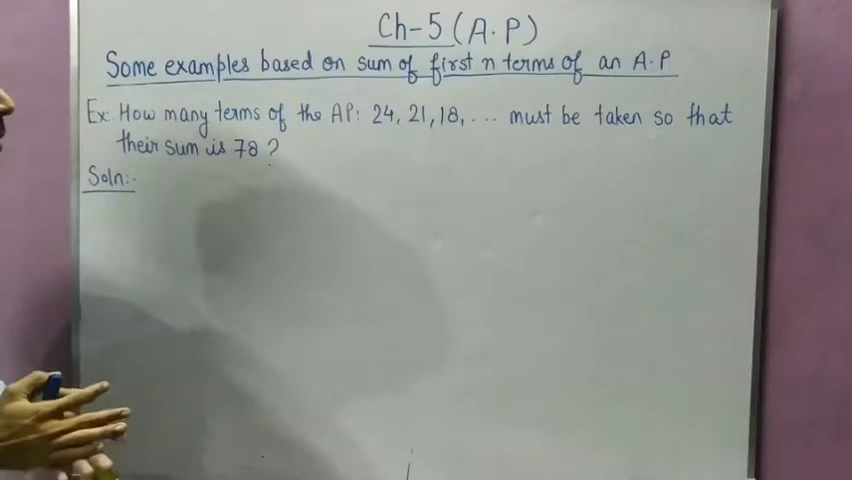 Ch-5 (A.P)
Some examples based on sum of first n terms of an A.P
Ex:. How many terms of the AP: 24, 21, 18, ... must be taken so that
their sum is 78 ?
Soln:.